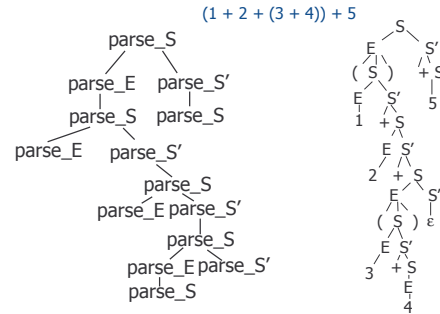 (1 + 2 + (3 + 4)) + 5
parse_S
parse_E parse_S'
parse_S parse_S
parse_E parse_S'
parse_S
parse_E parse_S'
parse_S
parse_E parse_S'
parse_S
S
E S'
( S ) + S
E S' 5
1 + S
E S'
2 + S
E S'
( S ) ε
E S'
3 + S
E
4